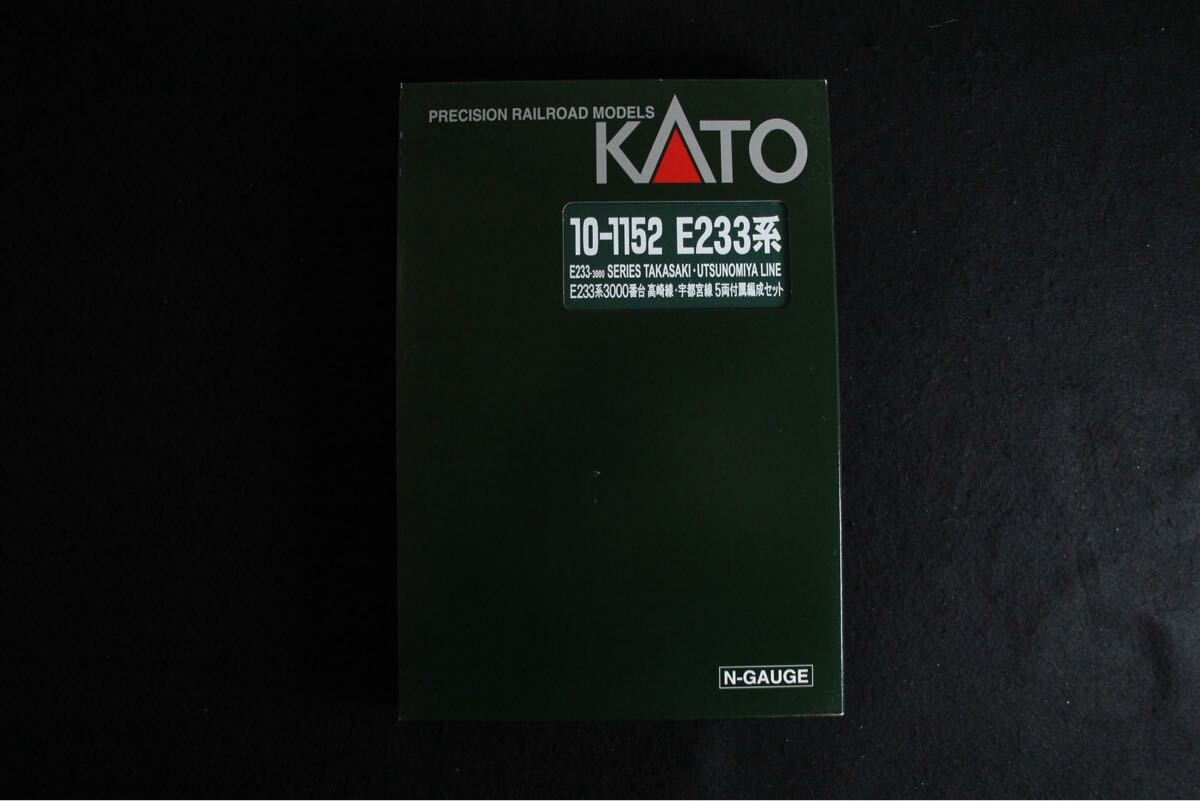 PRECISION RAILROAD MODELS
KATO
10-1152 E233系
E233-3000 SERIES TAKASAKI・UTSUNOMIYA LINE
E233系3000番台 高崎線・宇都宮線 5両付属編成セット
N-GAUGE